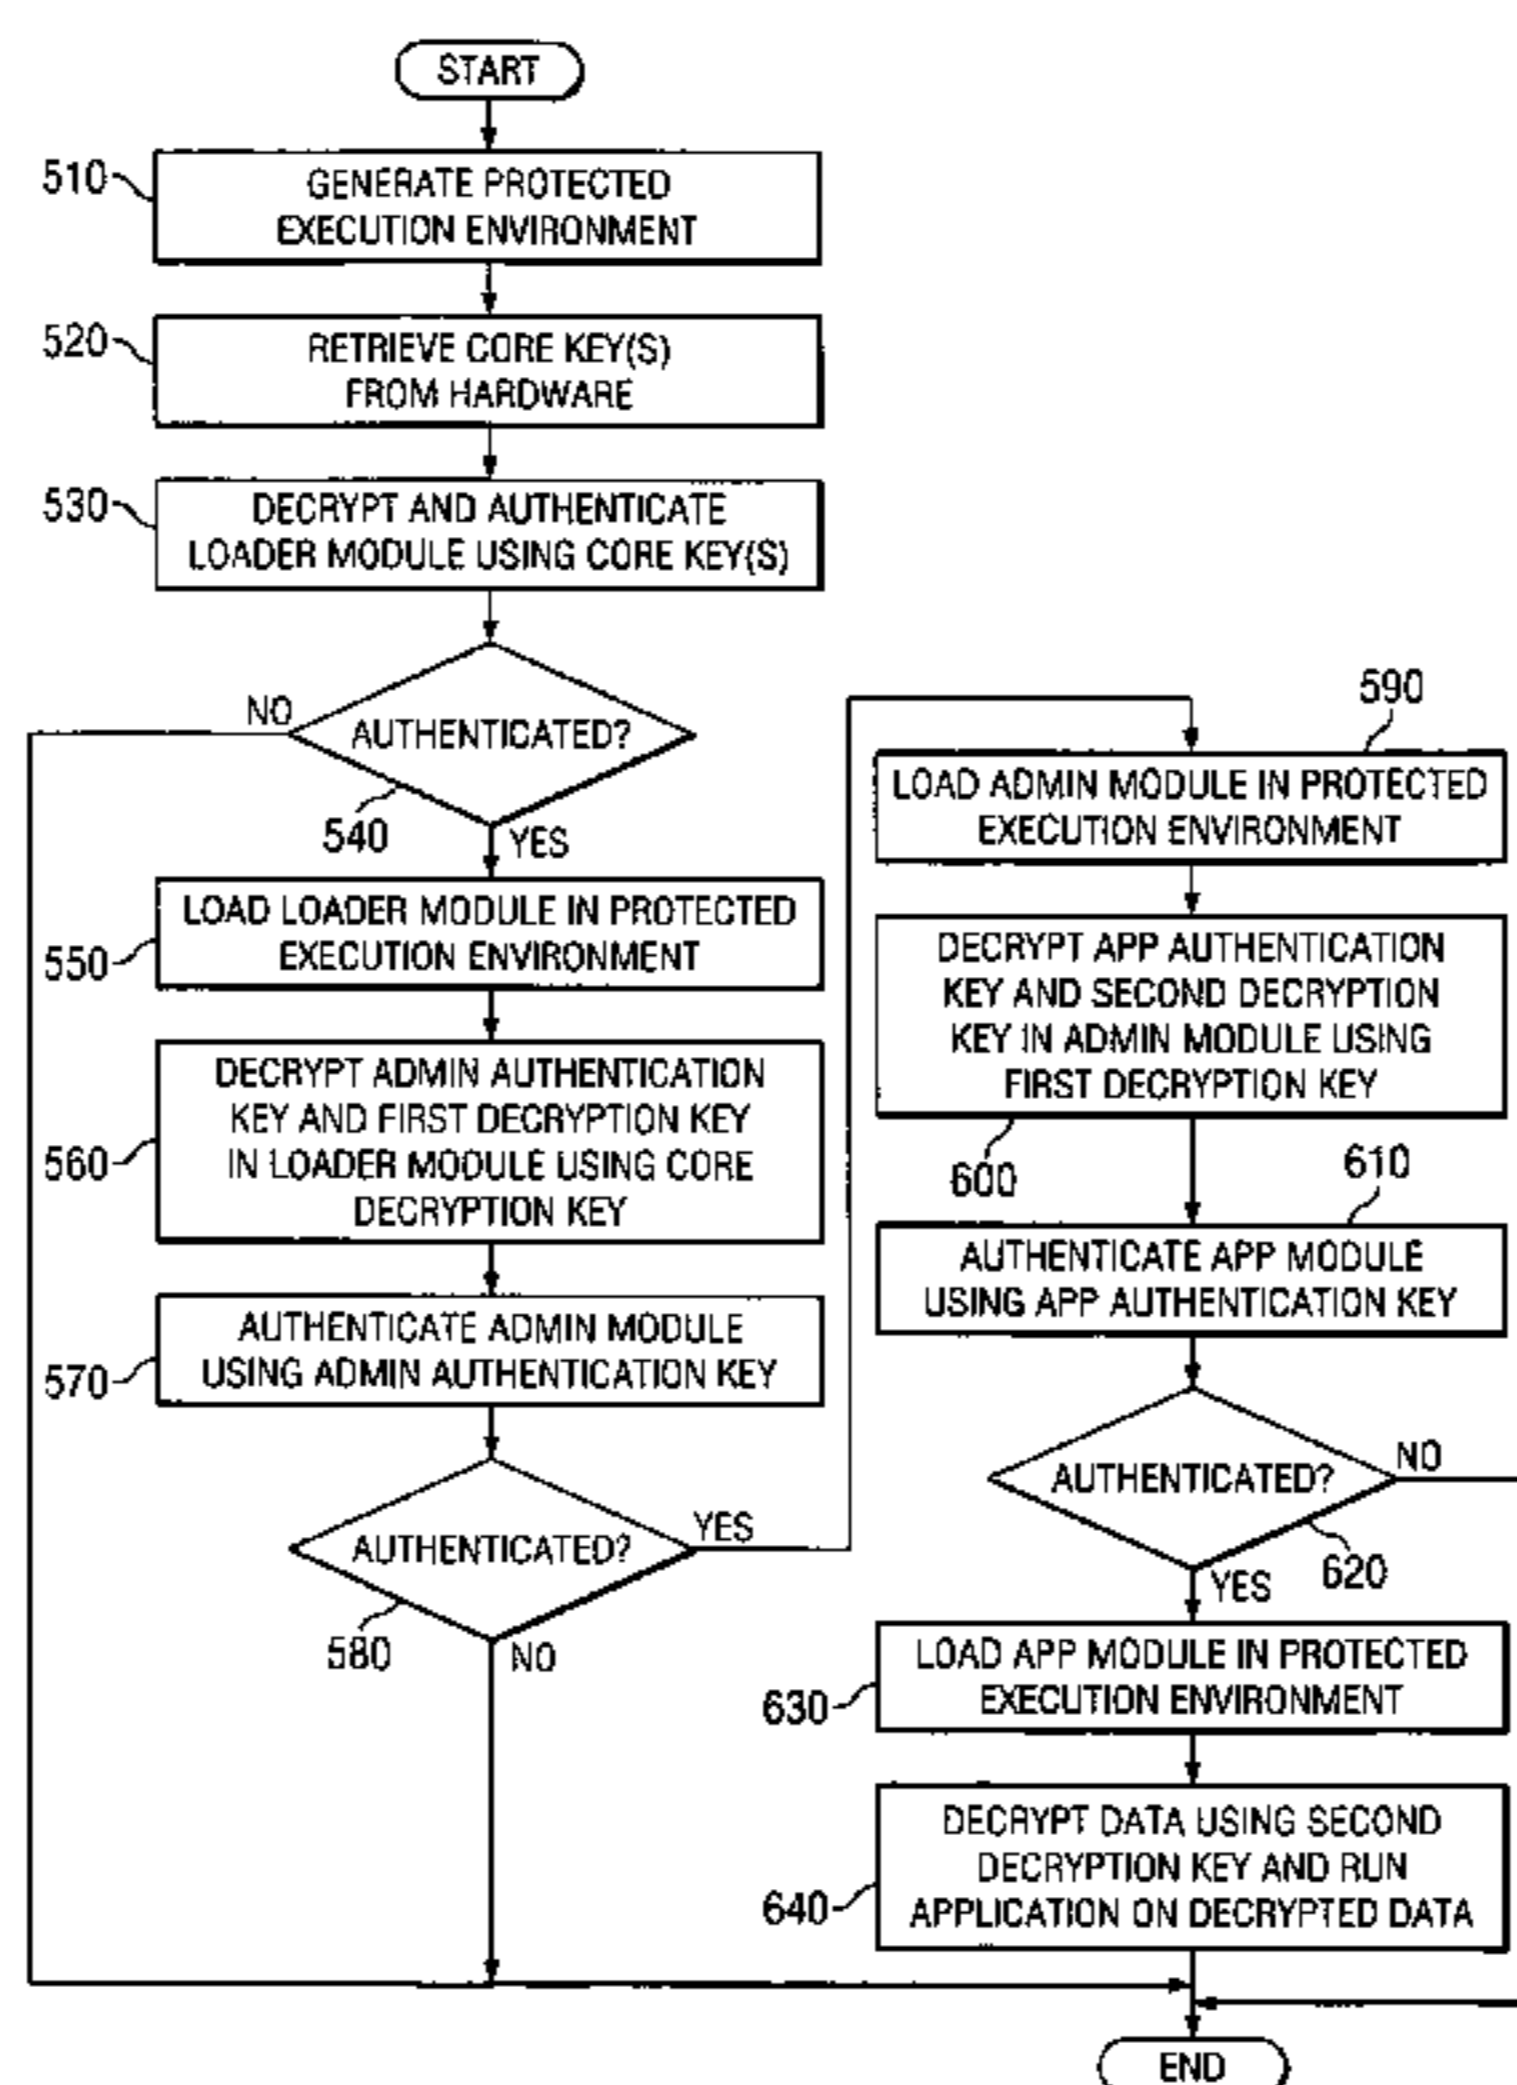 START
510
GENERATE PROTECTED
EXECUTION ENVIRONMENT
520
RETRIEVE CORE KEY(S)
FROM HARDWARE
530
DECRYPT AND AUTHENTICATE
LOADER MODULE USING CORE KEY(S)
NO
AUTHENTICATED?
540
YES
550
LOAD LOADER MODULE IN PROTECTED
EXECUTION ENVIRONMENT
560
DECRYPT ADMIN AUTHENTICATION
KEY AND FIRST DECRYPTION KEY
IN LOADER MODULE USING CORE
DECRYPTION KEY
570
AUTHENTICATE ADMIN MODULE
USING ADMIN AUTHENTICATION KEY
AUTHENTICATED?
YES
580
NO
590
LOAD ADMIN MODULE IN PROTECTED
EXECUTION ENVIRONMENT
DECRYPT APP AUTHENTICATION
KEY AND SECOND DECRYPTION
KEY IN ADMIN MODULE USING
FIRST DECRYPTION KEY
600
610
AUTHENTICATE APP MODULE
USING APP AUTHENTICATION KEY
AUTHENTICATED?
NO
620
YES
630
LOAD APP MODULE IN PROTECTED
EXECUTION ENVIRONMENT
640
DECRYPT DATA USING SECOND
DECRYPTION KEY AND RUN
APPLICATION ON DECRYPTED DATA
END